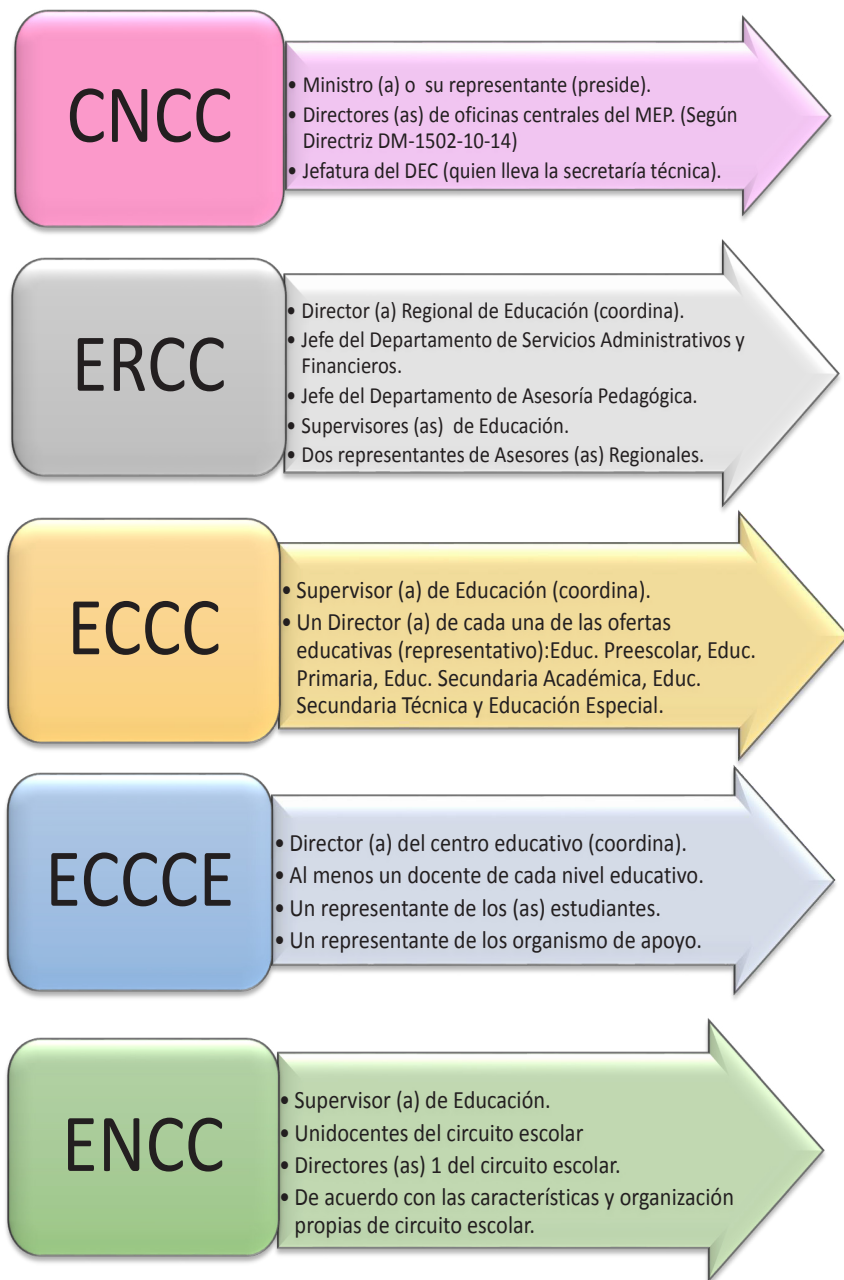 CNCC
• Ministro (a) o su representante (preside).
• Directores (as) de oficinas centrales del MEP. (Según
Directriz DM-1502-10-14)
• Jefatura del DEC (quien lleva la secretaría técnica).
ERCC
• Director (a) Regional de Educación (coordina).
• Jefe del Departamento de Servicios Administrativos y
Financieros.
• Jefe del Departamento de Asesoría Pedagógica.
• Supervisores (as) de Educación.
• Dos representantes de Asesores (as) Regionales.
ECCC
• Supervisor (a) de Educación (coordina).
• Un Director (a) de cada una de las ofertas
educativas (representativo):Educ. Preescolar, Educ.
Primaria, Educ. Secundaria Académica, Educ.
Secundaria Técnica y Educación Especial.
ECCCE
• Director (a) del centro educativo (coordina).
• Al menos un docente de cada nivel educativo.
• Un representante de los (as) estudiantes.
• Un representante de los organismo de apoyo.
ENCC
• Supervisor (a) de Educación.
• Unidocentes del circuito escolar
• Directores (as) 1 del circuito escolar.
• De acuerdo con las características y organización
propias de circuito escolar.